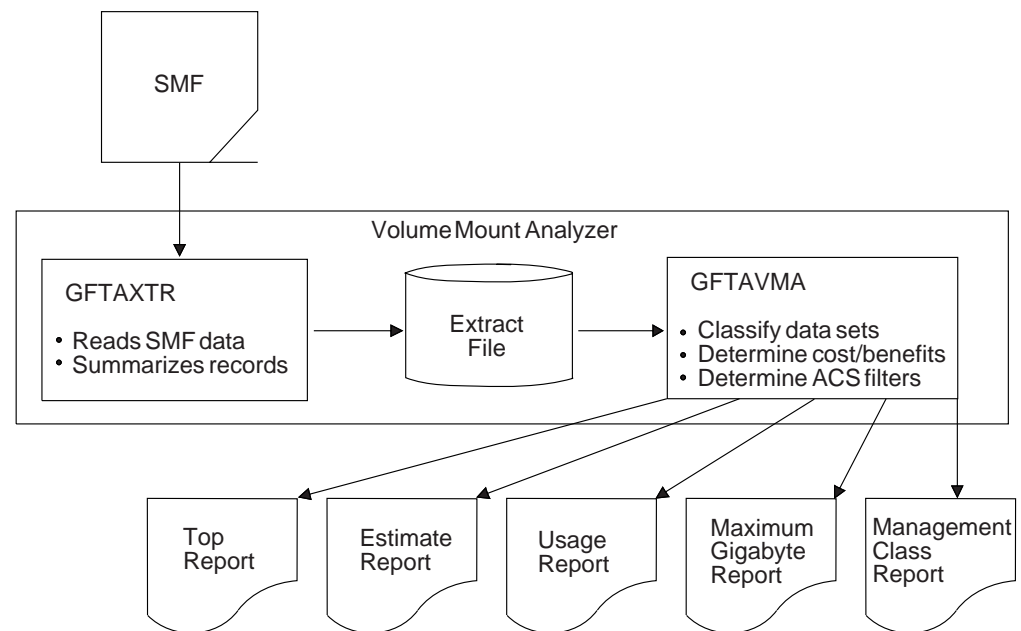 SMF
Volume Mount Analyzer
GFTAXTR
• Reads SMF data
• Summarizes records
Extract
File
GFTAVMA
• Classify data sets
• Determine cost/benefits
• Determine ACS filters
Top
Report
Estimate
Report
Usage
Report
Maximum
Gigabyte
Report
Management
Class
Report